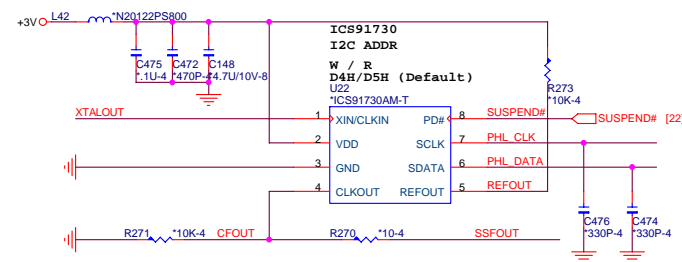 +3V L42 *N20122PS800
ICS91730
I2C ADDR
W / R
D4H/D5H (Default)
C475 C472 C148
*.1U-4 *470P-4 *4.7U/10V-8
U22
*ICS91730AM-T
R273
*10K-4
XTALOUT 1 XIN/CLKIN PD# 8 SUSPEND# SUSPEND# [22]
2 VDD SCLK 7 PHL_CLK
3 GND SDATA 6 PHL_DATA
4 CLKOUT REFOUT 5 REFOUT
C476 C474
*330P-4 *330P-4
R271 *10K-4 CFOUT R270 *10-4 SSFOUT